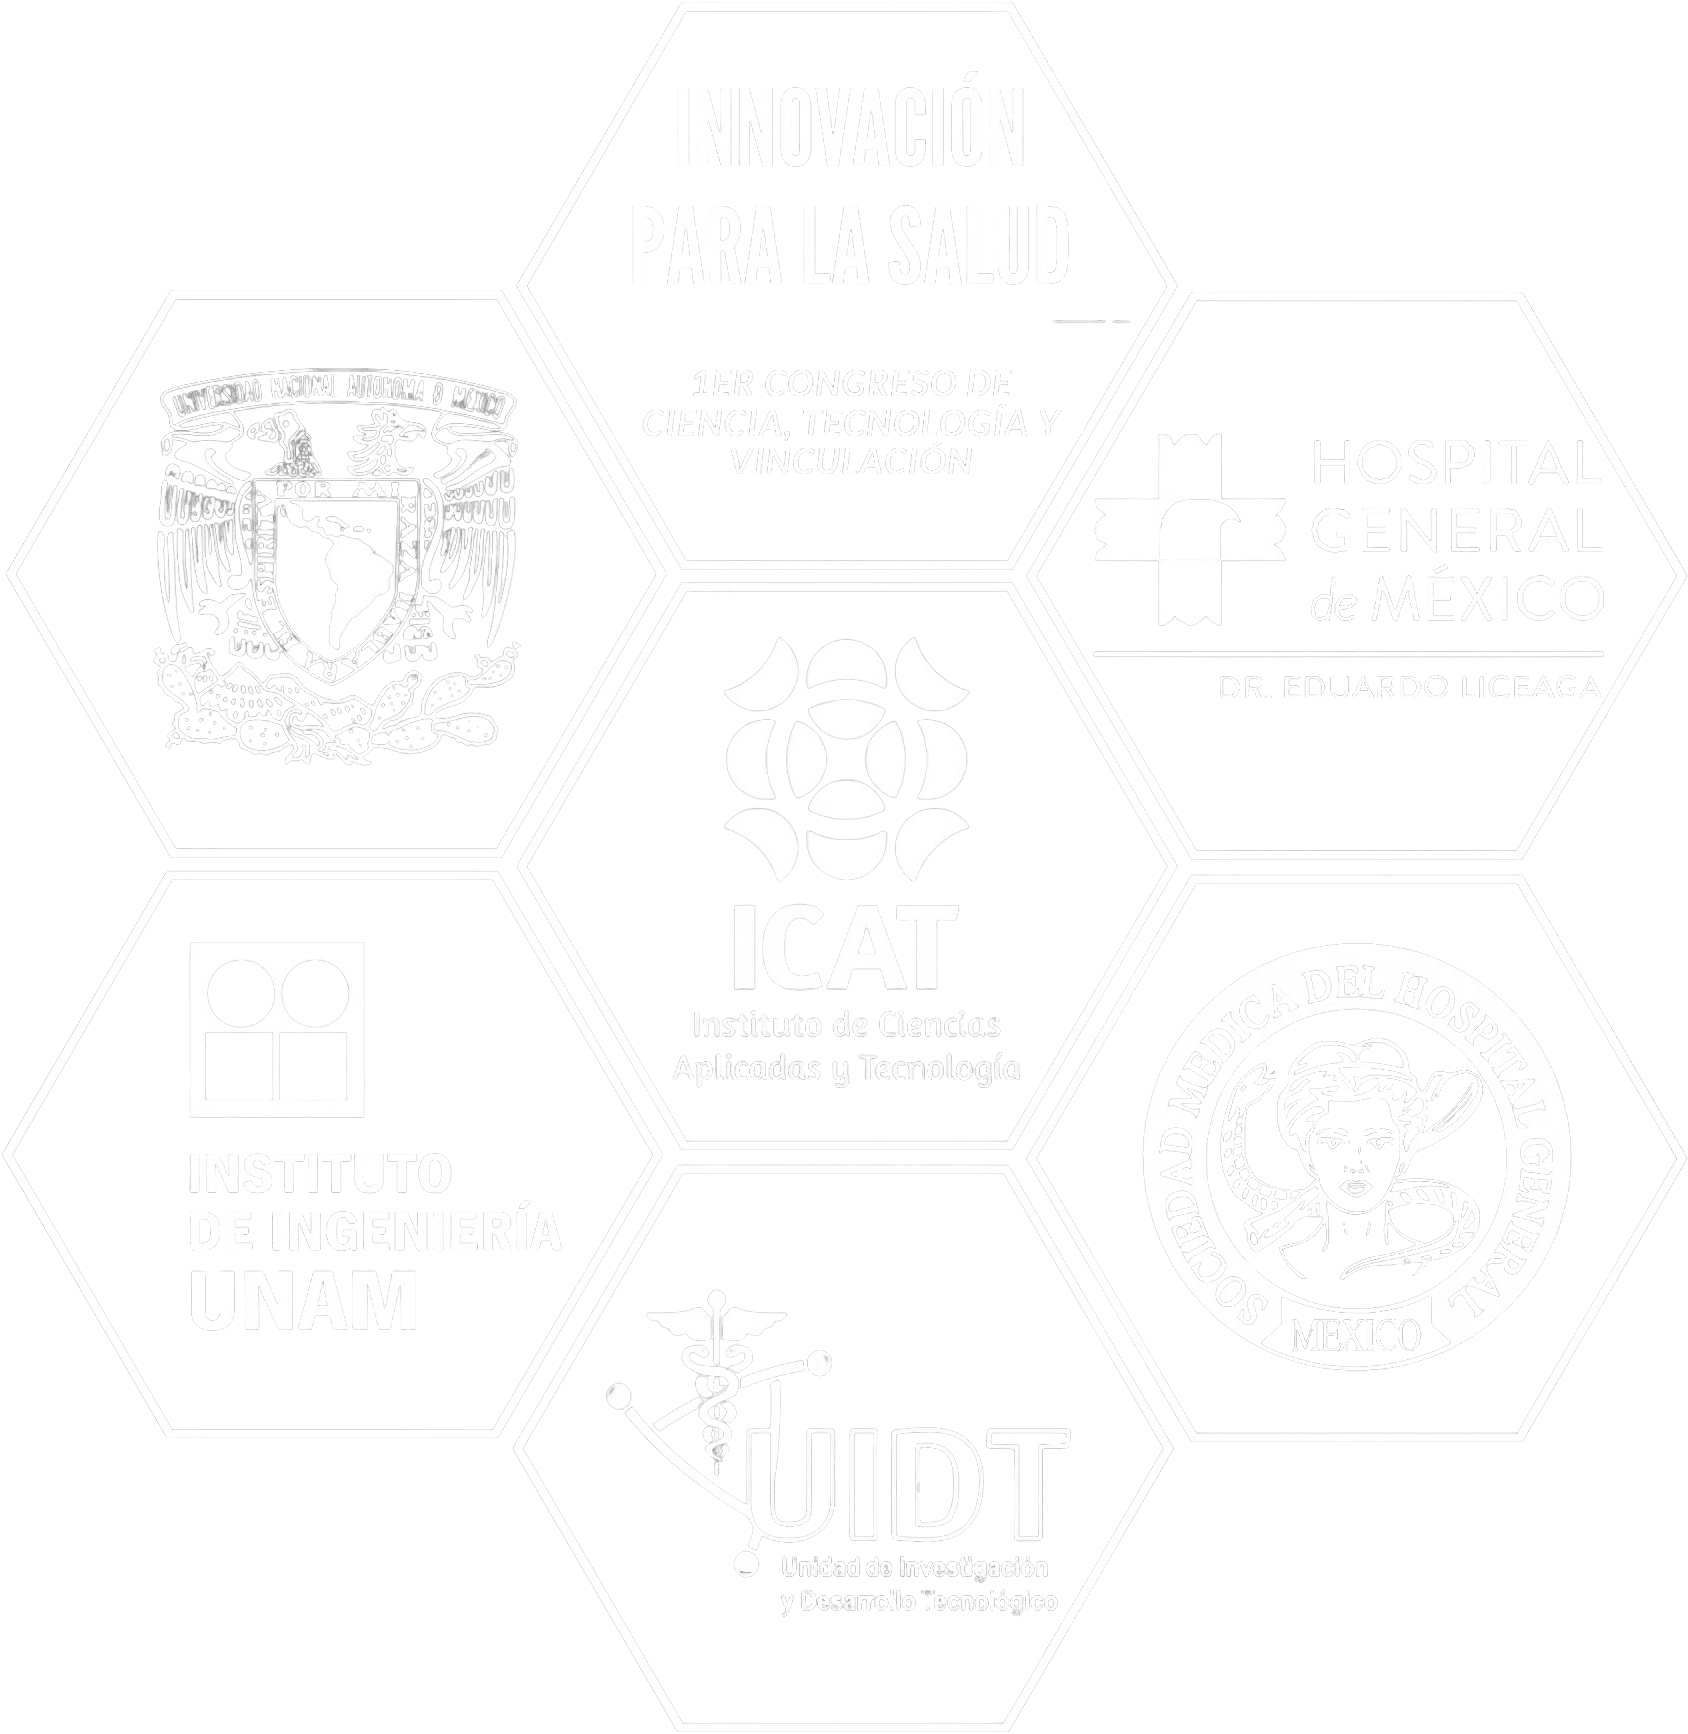 INNOVACIÓN
PARA LA SALUD
1ER CONGRESO DE
CIENCIA, TECNOLOGÍA Y
VINCULACIÓN
UNIVERSIDAD NACIONAL AUTONOMA D MEXICO
POR MI
RAZA
HABLARA
EL
ESPIRITU
HOSPITAL
GENERAL
de MÉXICO
DR. EDUARDO LICEAGA
ICAT
Instituto de Ciencias
Aplicadas y Tecnología
INSTITUTO
DE INGENIERÍA
UNAM
SOCIEDAD MEDICA DEL HOSPITAL GENERAL
MEXICO
UIDT
Unidad de Investigación
y Desarrollo Tecnológico